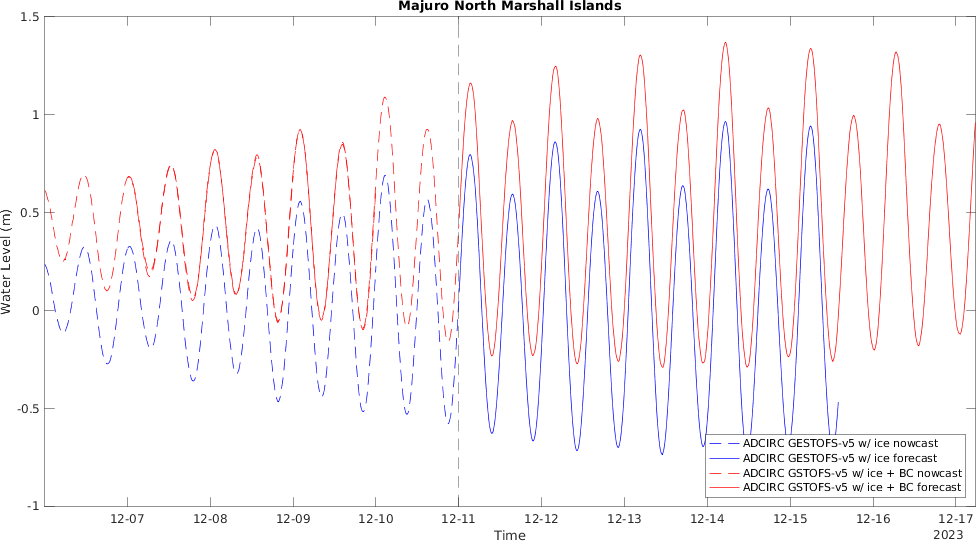 Majuro North Marshall Islands
Water Level (m)
1.5
1
0.5
0
-0.5
-1
ADCIRC GESTOFS-v5 w/ ice nowcast
ADCIRC GESTOFS-v5 w/ ice forecast
ADCIRC GSTOFS-v5 w/ ice + BC nowcast
ADCIRC GSTOFS-v5 w/ ice + BC forecast
12-07 12-08 12-09 12-10 12-11 12-12 12-13 12-14 12-15 12-16 12-17
Time
2023